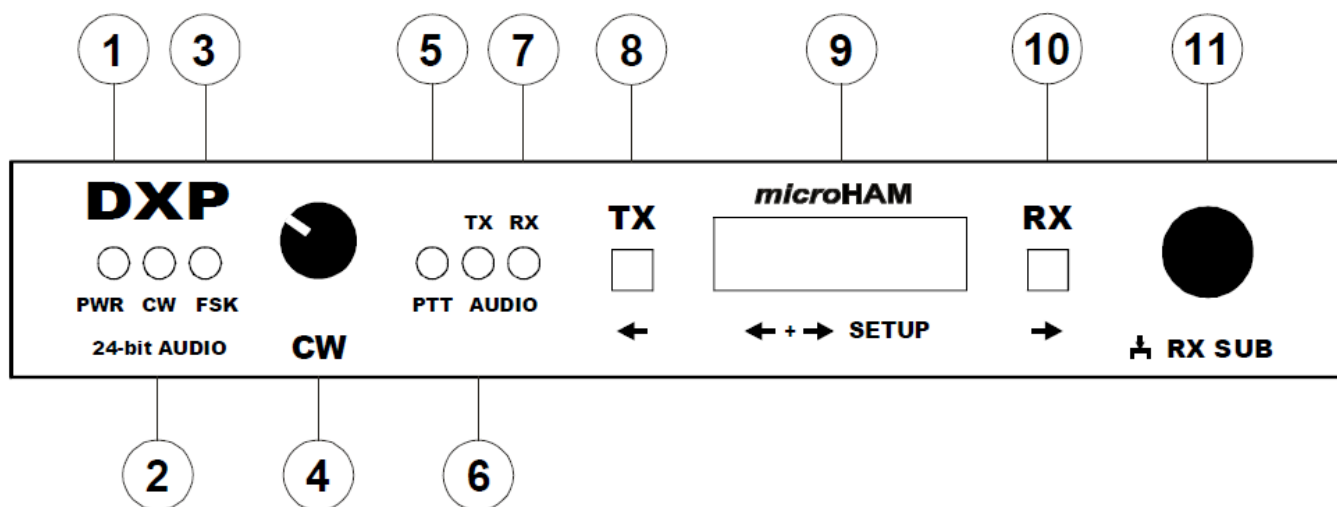 1 3 5 7 8 9 10 11
DXP
microHAM
TX RX
TX
RX
PWR CW FSK
PTT AUDIO
24-bit AUDIO
CW
+ SETUP
RX SUB
2 4 6